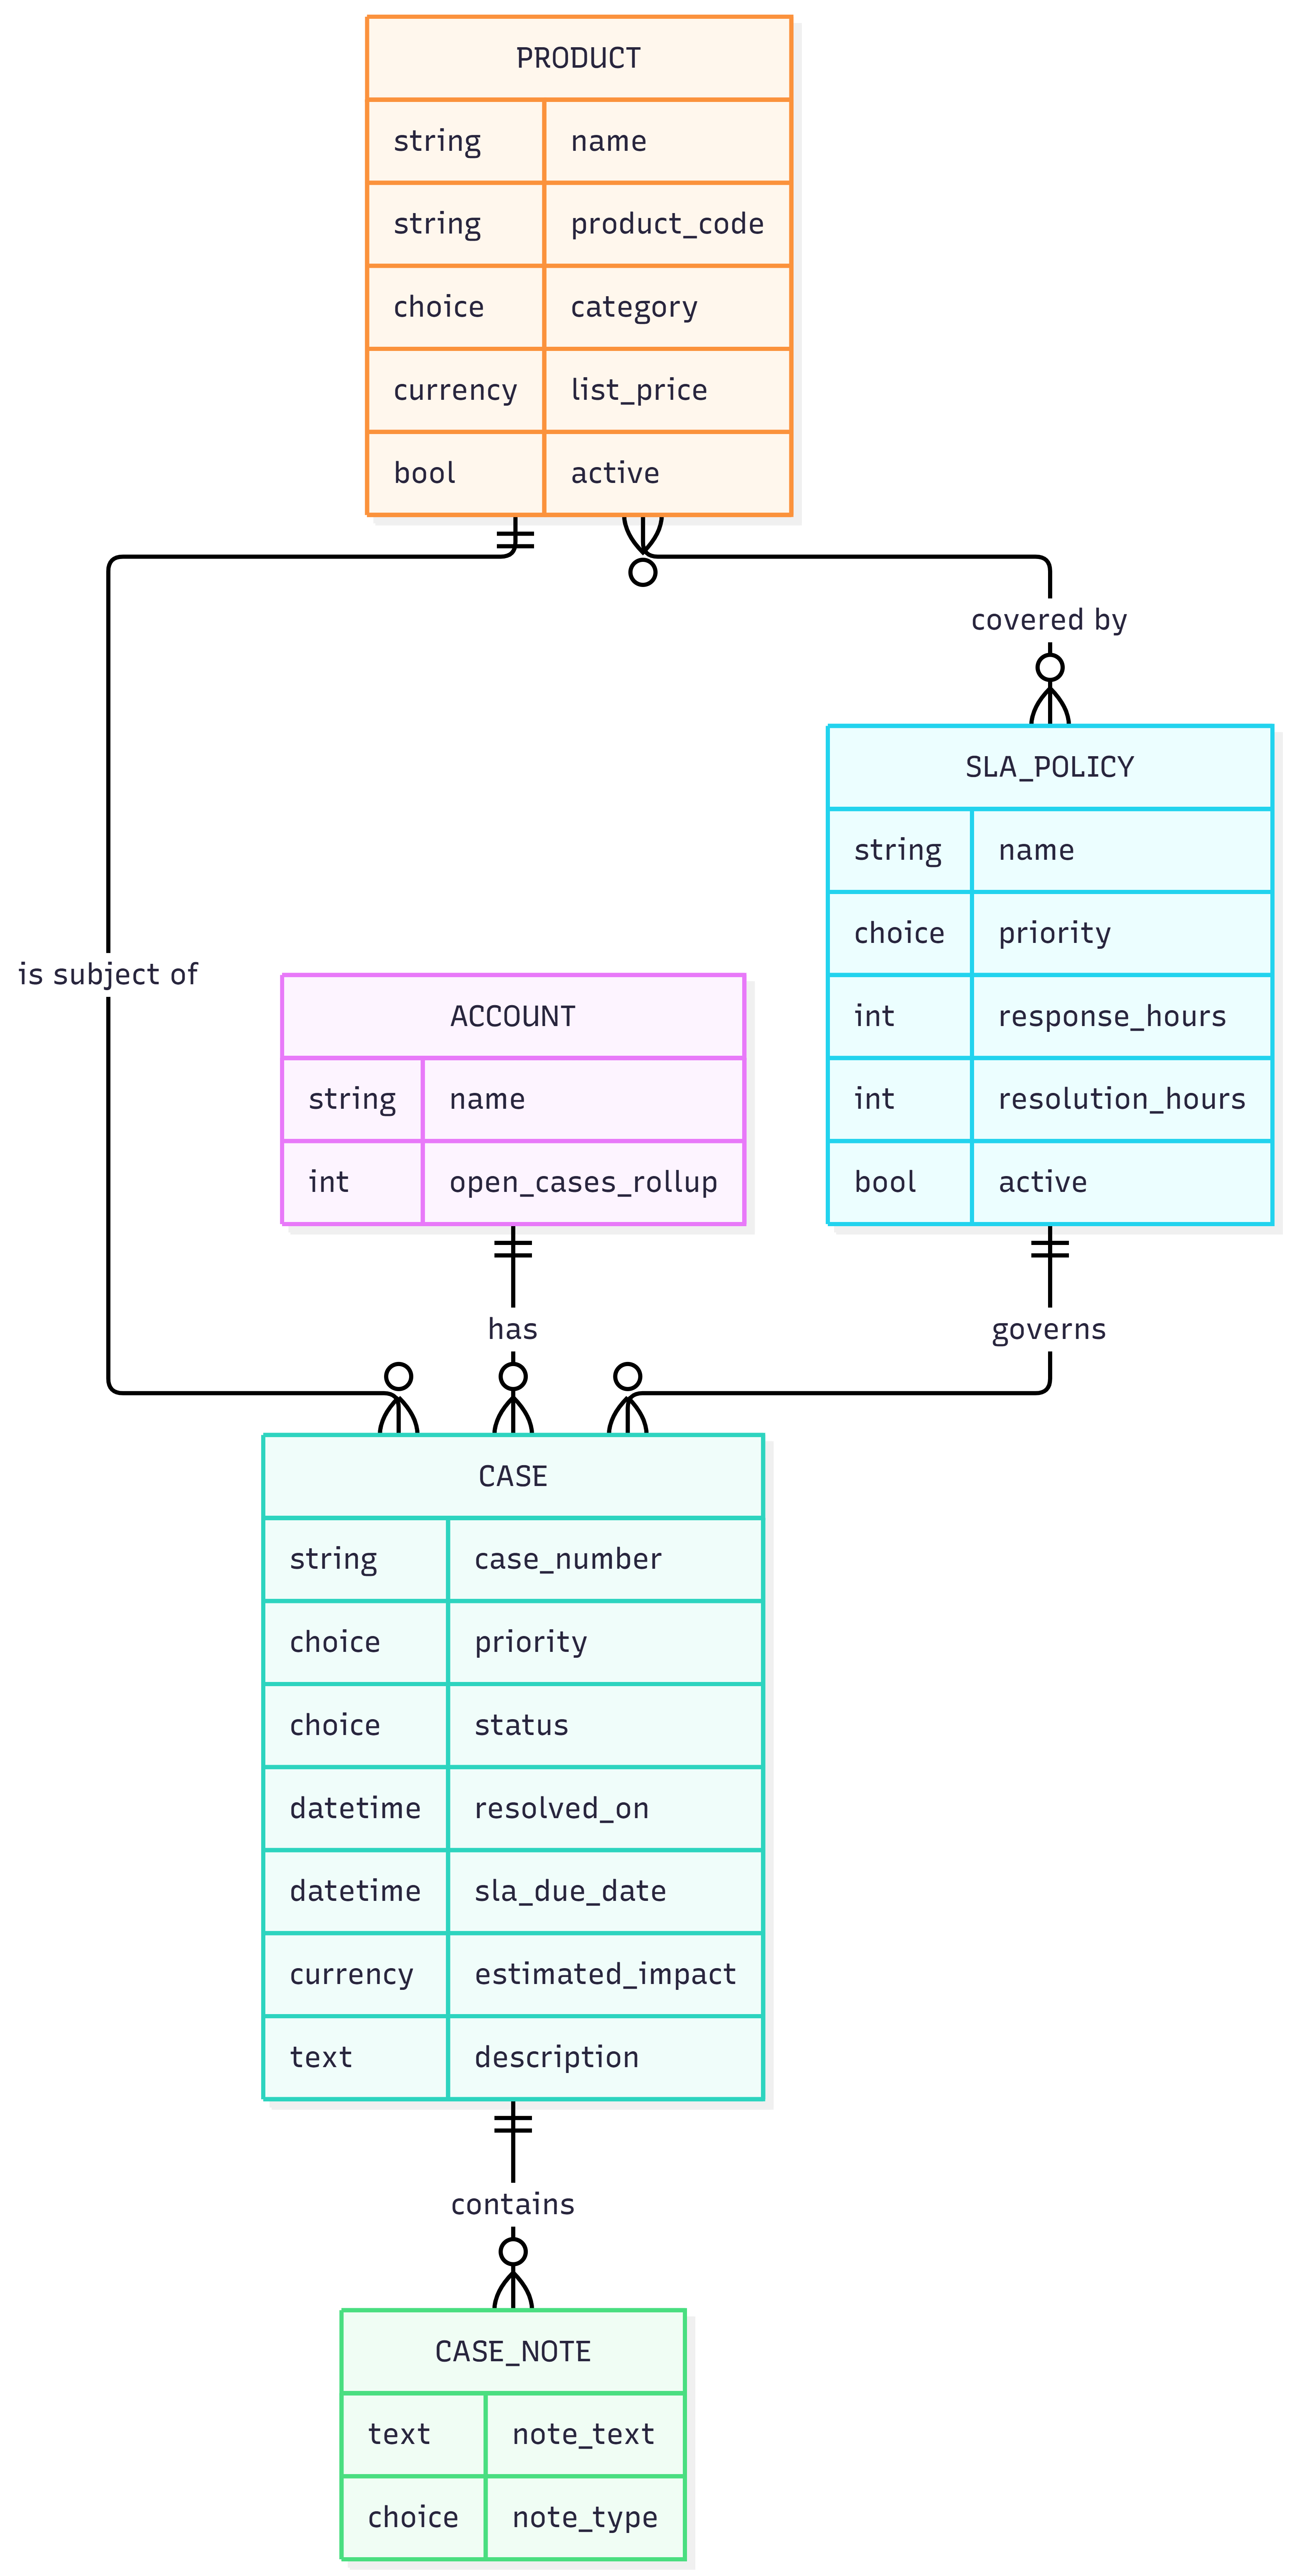 PRODUCT
string name
string product_code
choice category
currency list_price
bool active
covered by
SLA_POLICY
string name
choice priority
int response_hours
int resolution_hours
bool active
is subject of
ACCOUNT
string name
int open_cases_rollup
has
governs
CASE
string case_number
choice priority
choice status
datetime resolved_on
datetime sla_due_date
currency estimated_impact
text description
contains
CASE_NOTE
text note_text
choice note_type